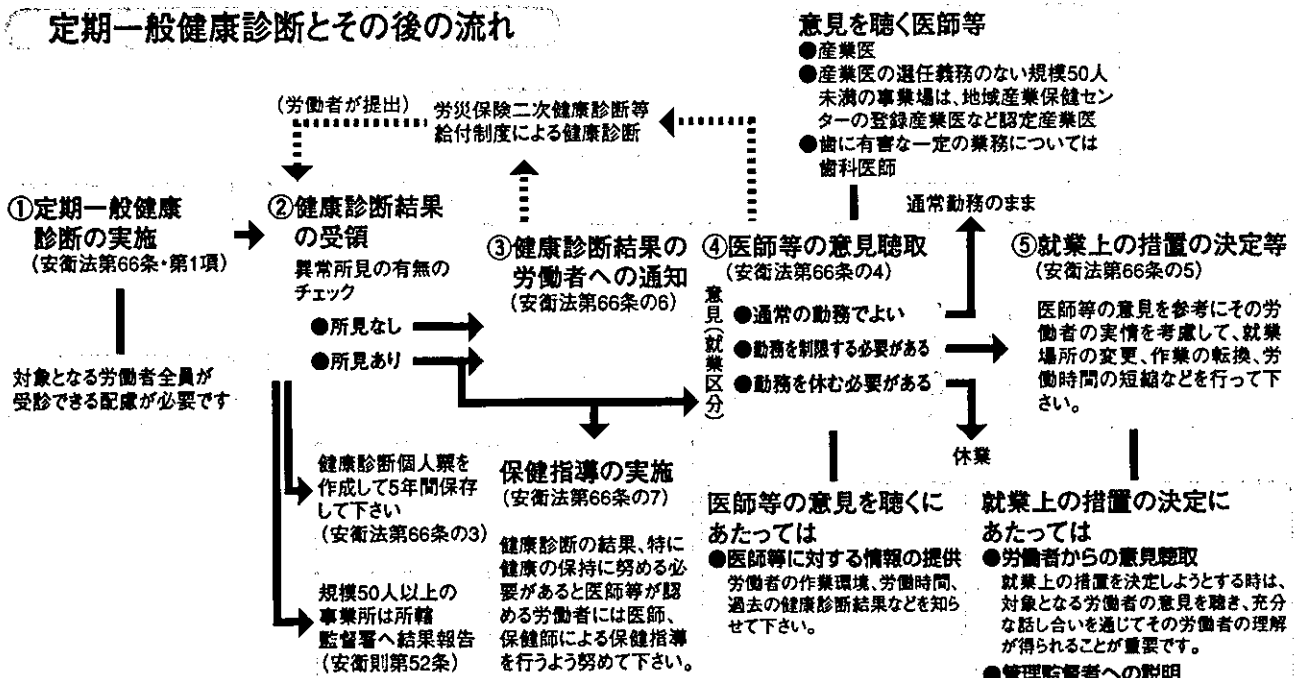 定期一般健康診断とその後の流れ
意見を聴く医師等
●産業医
●産業医の選任義務のない規模50人
未満の事業場は、地域産業保健セン
ターの登録産業医など認定産業医
●歯に有害な一定の業務については
歯科医師
(労働者が提出)
労災保険二次健康診断等
給付制度による健康診断
①定期一般健康
診断の実施
(安衛法第66条・第1項)
対象となる労働者全員が
受診できる配慮が必要です
②健康診断結果
の受領
異常所見の有無の
チェック
●所見なし
●所見あり
健康診断個人票を
作成して5年間保存
して下さい
(安衛法第66条の3)
規模50人以上の
事業所は所轄
監督署へ結果報告
(安衛則第52条)
③健康診断結果の
労働者への通知
(安衛法第66条の6)
保健指導の実施
(安衛法第66条の7)
健康診断の結果、特に
健康の保持に努める必
要があると医師等が認
める労働者には医師、
保健師による保健指導
を行うよう努めて下さい。
④医師等の意見聴取
(安衛法第66条の4)
意見(就業区分)
●通常の勤務でよい
●勤務を制限する必要がある
●勤務を休む必要がある
通常勤務のまま
休業
医師等の意見を聴くに
あたっては
●医師等に対する情報の提供
労働者の作業環境、労働時間、
過去の健康診断結果などを知ら
せて下さい。
⑤就業上の措置の決定等
(安衛法第66条の5)
医師等の意見を参考にその労
働者の実情を考慮して、就業
場所の変更、作業の転換、労
働時間の短縮などを行って下
さい。
就業上の措置の決定に
あたっては
●労働者からの意見聴取
就業上の措置を決定しようとする時は、
対象となる労働者の意見を聴き、充分
な話し合いを通じてその労働者の理解
が得られることが重要です。
●管理監督者への説明